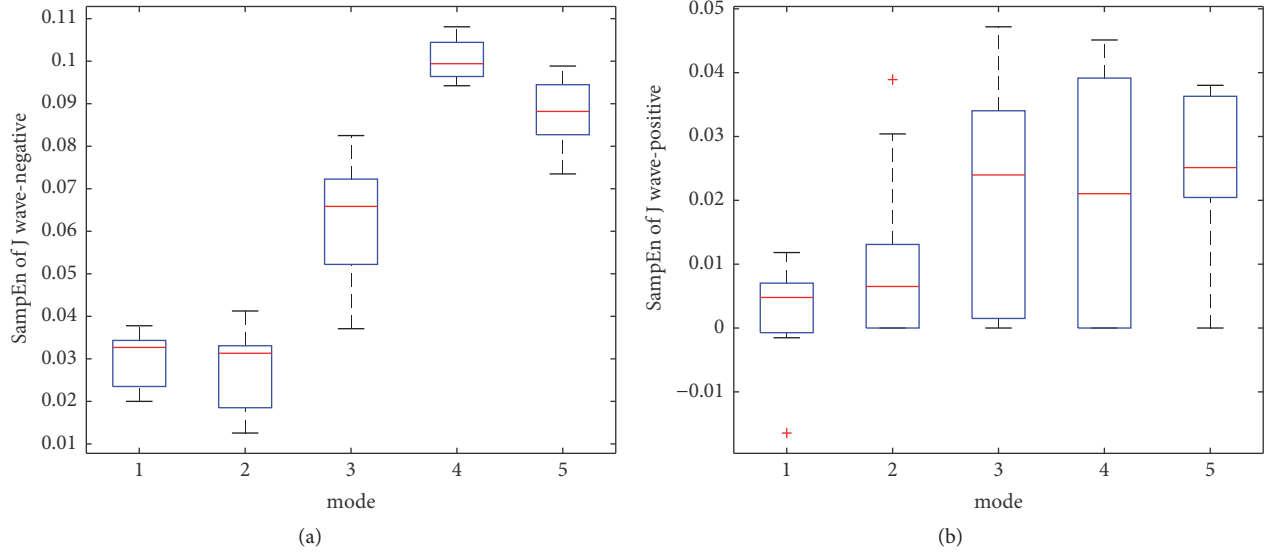 0.11
0.1
0.09
0.08
0.07
0.06
0.05
0.04
0.03
0.02
0.01
SampEn of J wave-negative
1 2 3 4 5
mode
(a)
0.05
0.04
0.03
0.02
0.01
0
−0.01
SampEn of J wave-positive
1 2 3 4 5
mode
(b)